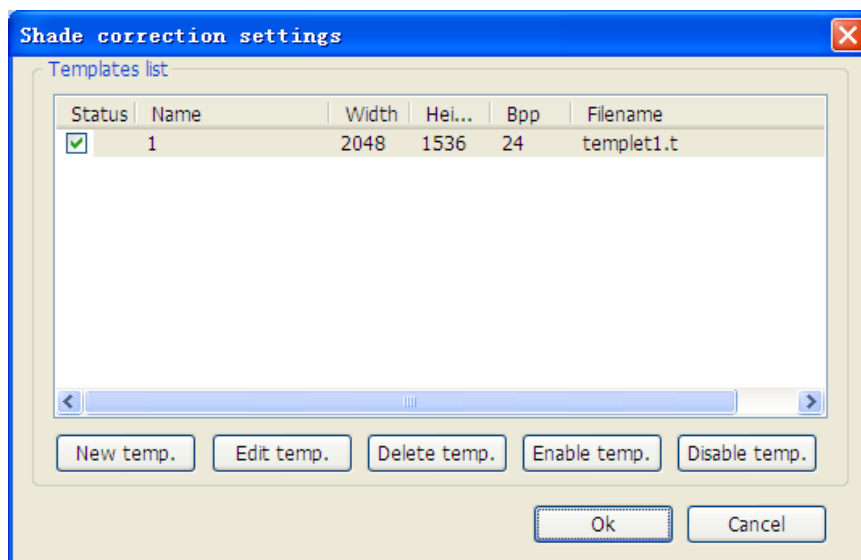 Shade correction settings
Templates list
Status Name Width Hei... Bpp Filename
1 2048 1536 24 templet1.t
New temp. Edit temp. Delete temp. Enable temp. Disable temp.
Ok Cancel